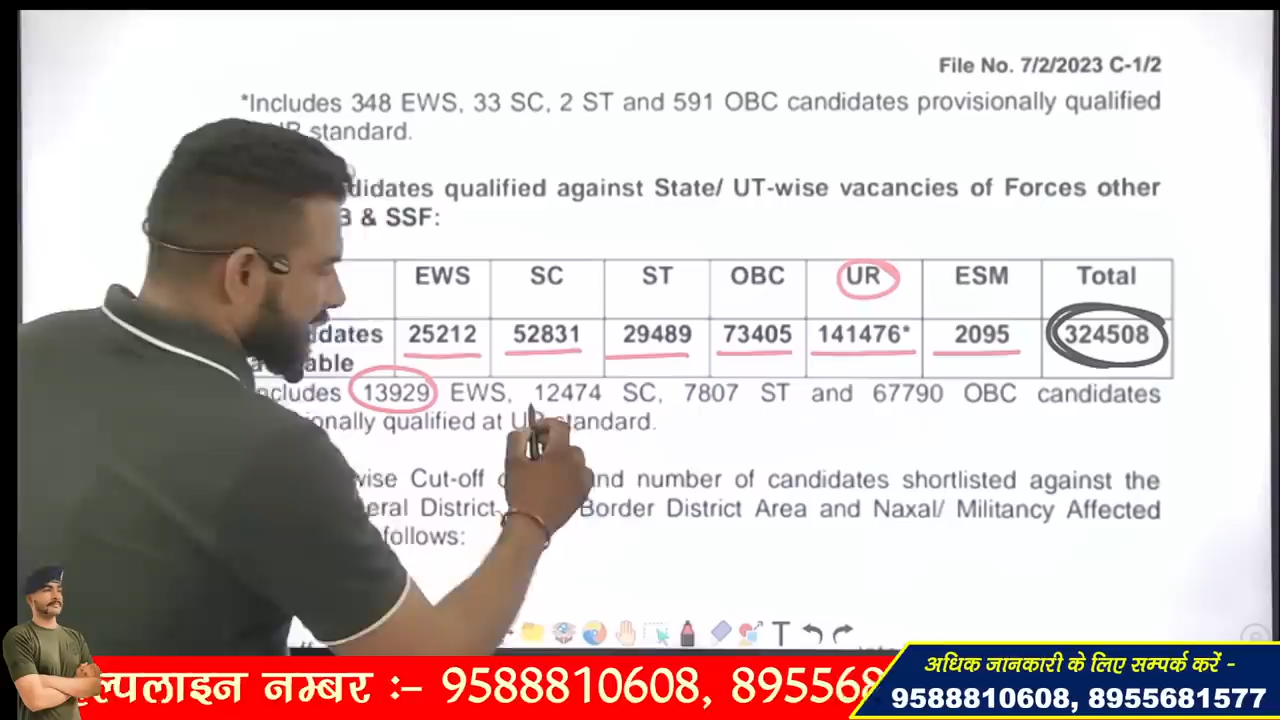 File No. 7/2/2023 C-1/2
*Includes 348 EWS, 33 SC, 2 ST and 591 OBC candidates provisionally qualified
standard.
didates qualified against State/ UT-wise vacancies of Forces other
B & SSF:
EWS SC ST OBC UR ESM Total
dates 25212 52831 29489 73405 141476* 2095 324508
able
ncludes 13929 EWS, 12474 SC, 7807 ST and 67790 OBC candidates
onally qualified at UR standard.
wise Cut-off and number of candidates shortlisted against the
eral District, Border District Area and Naxal/ Militancy Affected
follows:
T
ल्पलाइन नम्बर :- 9588810608, 895568
अधिक जानकारी के लिए सम्पर्क करें -
9588810608, 8955681577